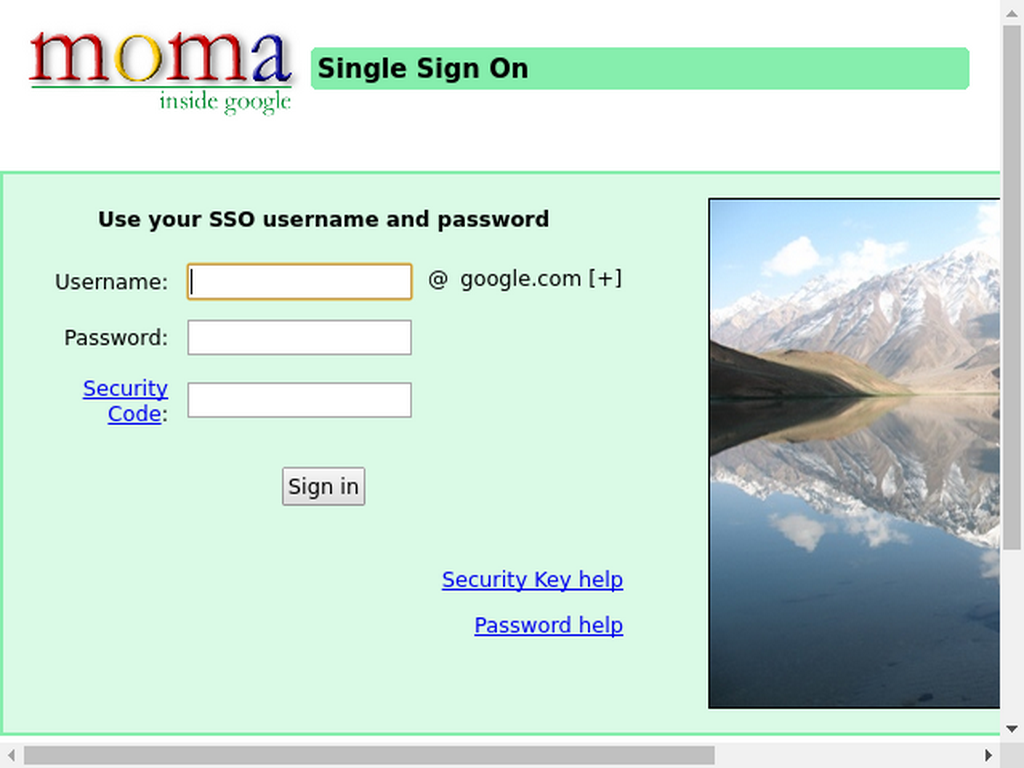 moma
inside google
Single Sign On
Use your SSO username and password
Username:
@ google.com [+]
Password:
Security
Code:
Sign in
Security Key help
Password help